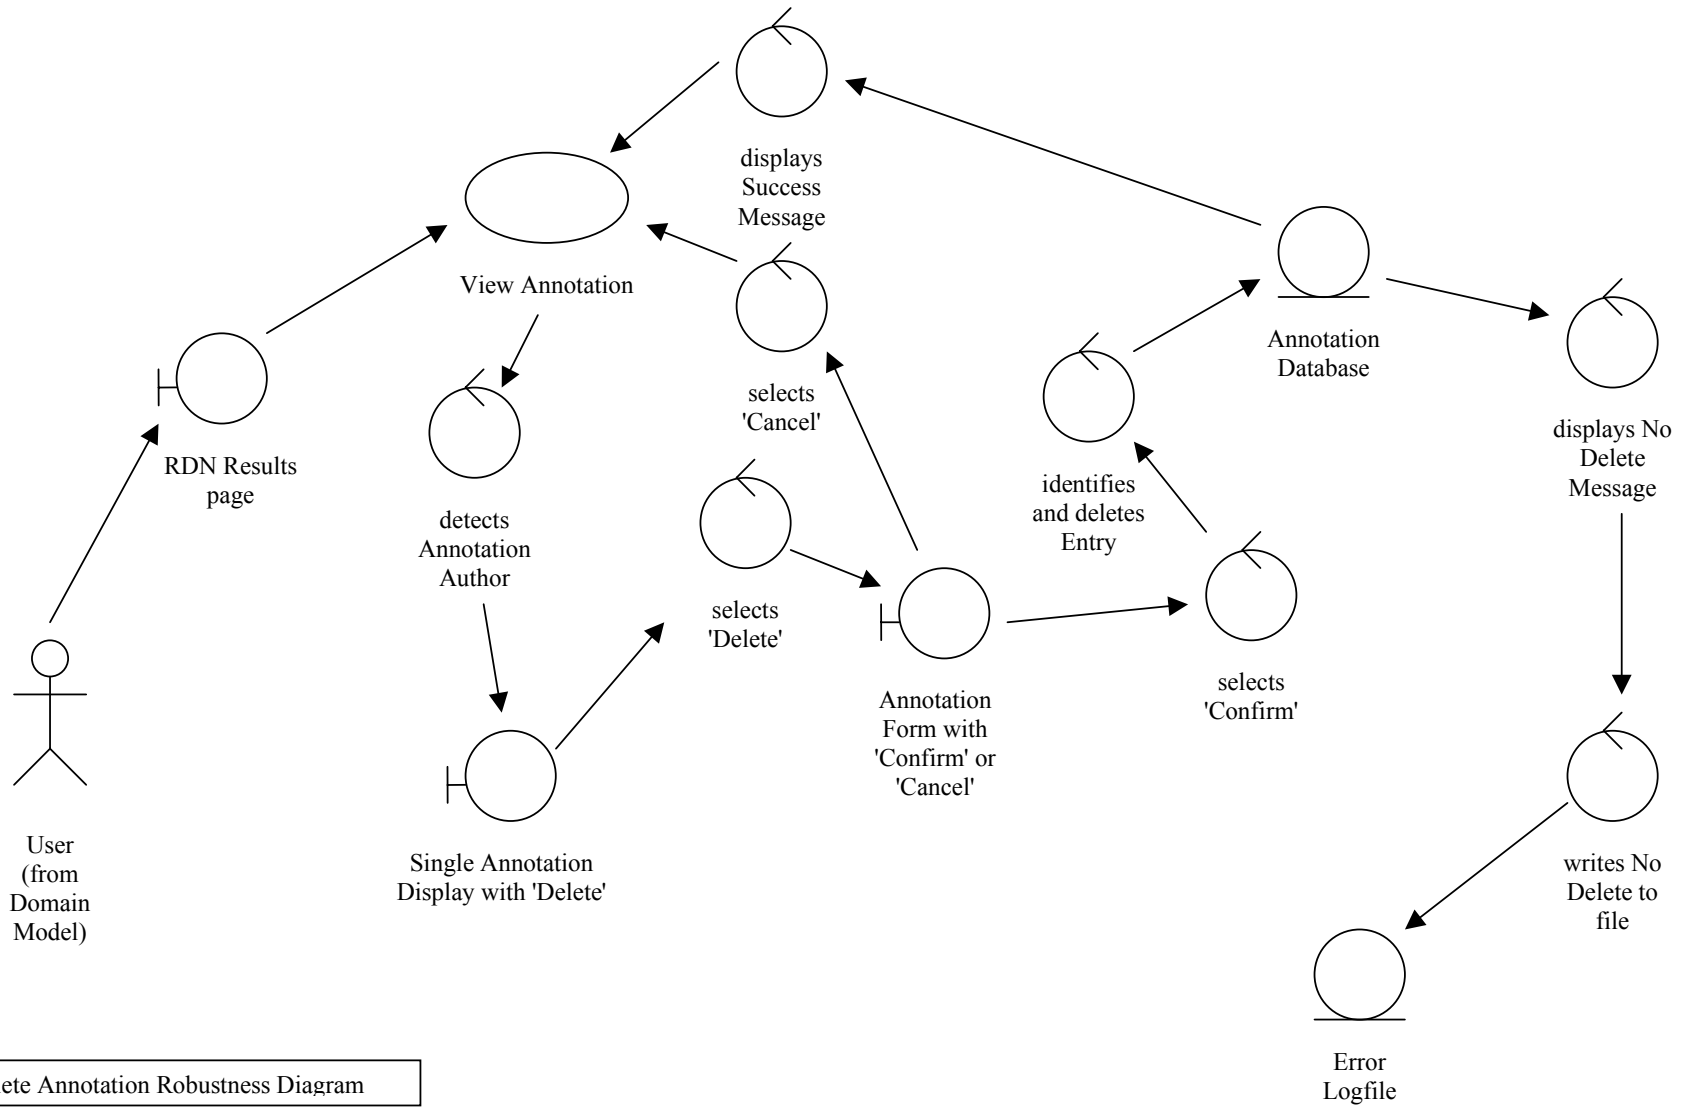 displays
Success
Message
View Annotation
Annotation
Database
selects
'Cancel'
displays No
Delete
Message
RDN Results
page
identifies
and deletes
Entry
detects
Annotation
Author
selects
'Delete'
selects
'Confirm'
Annotation
Form with
'Confirm' or
'Cancel'
User
(from
Domain
Model)
Single Annotation
Display with 'Delete'
writes No
Delete to
file
Error
Logfile
ete Annotation Robustness Diagram